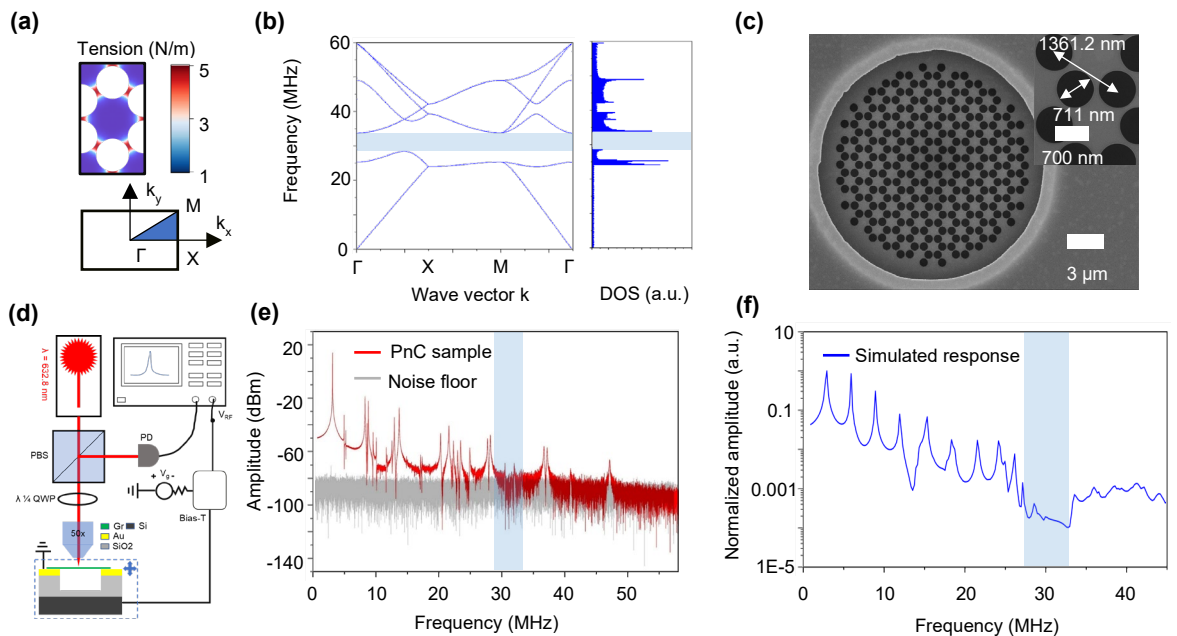 (a)
Tension (N/m)
5
3
1
k_y
M
k_x
Γ
X
(b)
Frequency (MHz)
60
40
20
0
Γ
X
M
Γ
Wave vector k
DOS (a.u.)
(c)
1361.2 nm
711 nm
700 nm
3 µm
(d)
λ = 632.8 nm
V_RF
PD
PBS
+ V_g -
λ ¼ QWP
Bias-T
50x
Gr Si
Au
SiO2
(e)
Amplitude (dBm)
20
-20
-60
-100
-140
PnC sample
Noise floor
0 10 20 30 40 50
Frequency (MHz)
(f)
Normalized amplitude (a.u.)
10
0.1
0.001
1E-5
Simulated response
0 10 20 30 40
Frequency (MHz)